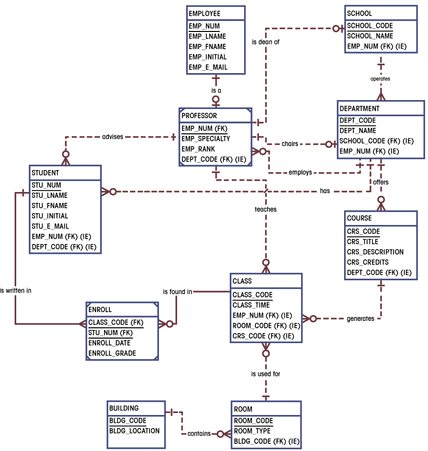 EMPLOYEE
EMP_NUM
EMP_LNAME
EMP_FNAME
EMP_INITIAL
EMP_E_MAIL
SCHOOL
SCHOOL_CODE
SCHOOL_NAME
EMP_NUM (FK) (IE)
is dean of
operates
is a
PROFESSOR
EMP_NUM (FK)
EMP_SPECIALTY
EMP_RANK
DEPT_CODE (FK) (IE)
DEPARTMENT
DEPT_CODE
DEPT_NAME
SCHOOL_CODE (FK) (IE)
EMP_NUM (FK) (IE)
advises
chairs
employs
STUDENT
STU_NUM
STU_LNAME
STU_FNAME
STU_INITIAL
STU_E_MAIL
EMP_NUM (FK) (IE)
DEPT_CODE (FK) (IE)
has
offers
teaches
COURSE
CRS_CODE
CRS_TITLE
CRS_DESCRIPTION
CRS_CREDITS
DEPT_CODE (FK) (IE)
is written in
is found in
CLASS
CLASS_CODE
CLASS_TIME
EMP_NUM (FK) (IE)
ROOM_CODE (FK) (IE)
CRS_CODE (FK) (IE)
ENROLL
CLASS_CODE (FK)
STU_NUM (FK)
ENROLL_DATE
ENROLL_GRADE
generates
is used for
BUILDING
BLDG_CODE
BLDG_LOCATION
contains
ROOM
ROOM_CODE
ROOM_TYPE
BLDG_CODE (FK) (IE)